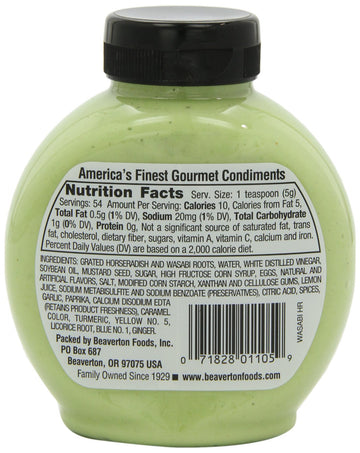 America's Finest Gourmet Condiments
Nutrition Facts Serv. Size: 1 teaspoon (5g)
Servings: 54 Amount Per Serving: Calories 10, Calories from Fat 5,
Total Fat 0.5g (1% DV), Sodium 20mg (1% DV), Total Carbohydrate
1g (0% DV), Protein 0g, Not a significant source of saturated fat, trans
fat, cholesterol, dietary fiber, sugars, vitamin A, vitamin C, calcium and iron.
Percent Daily Values (DV) are based on a 2,000 calorie diet.
INGREDIENTS: GRATED HORSERADISH AND WASABI ROOTS, WATER, WHITE DISTILLED VINEGAR,
SOYBEAN OIL, MUSTARD SEED, SUGAR, HIGH FRUCTOSE CORN SYRUP, EGGS, NATURAL AND
ARTIFICIAL FLAVORS, SALT, MODIFIED CORN STARCH, XANTHAN AND CELLULOSE GUMS, LEMON
JUICE, SODIUM METABISULFITE AND SODIUM BENZOATE (PRESERVATIVES), CITRIC ACID, SPICES,
GARLIC, PAPRIKA, CALCIUM DISODIUM EDTA
(RETAINS PRODUCT FRESHNESS), CARAMEL
COLOR, TURMERIC, YELLOW NO. 5,
LICORICE ROOT, BLUE NO. 1, GINGER.
Packed by Beaverton Foods, Inc.
PO Box 687
Beaverton, OR 97075 USA
Family Owned Since 1929 • www.beavertonfoods.com
0 71828 01105 9
WASABI HR